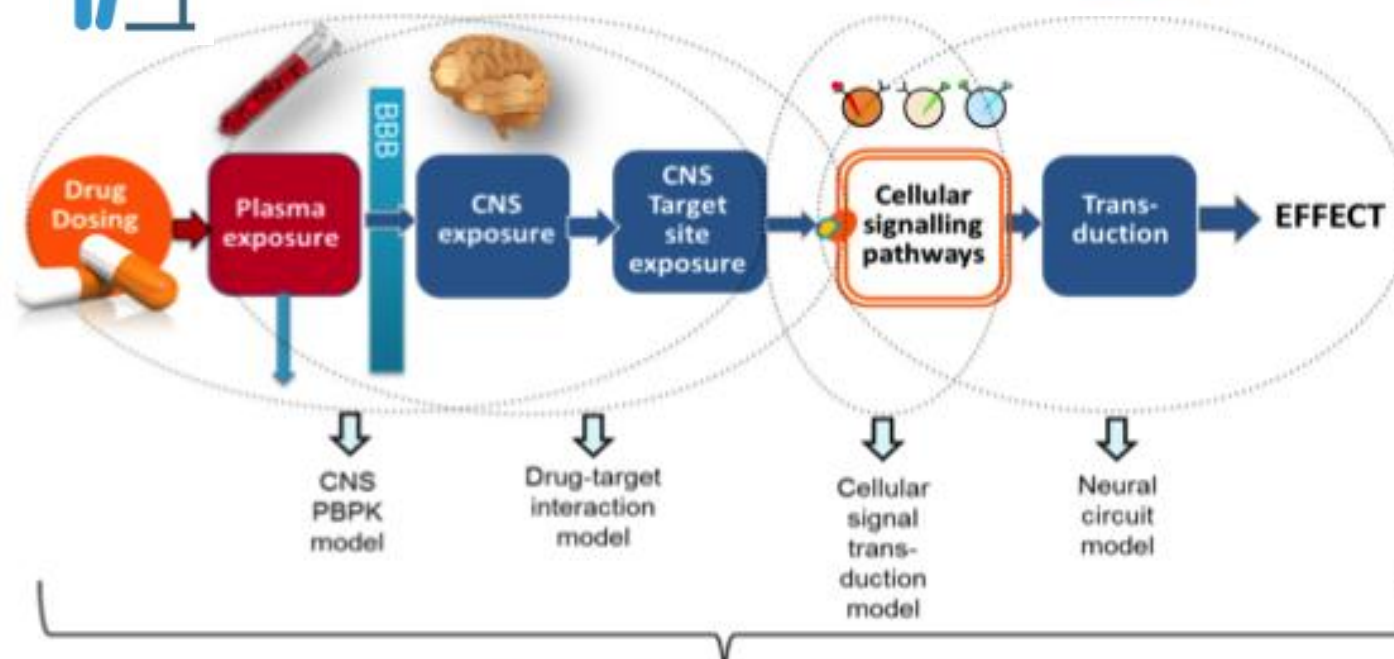 Drug
Dosing
Plasma
exposure
BBB
CNS
exposure
CNS
Target
site
exposure
Cellular
signalling
pathways
Trans-
duction
EFFECT
CNS
PBPK
model
Drug-target
interaction
model
Cellular
signal
trans-
duction
model
Neural
circuit
model